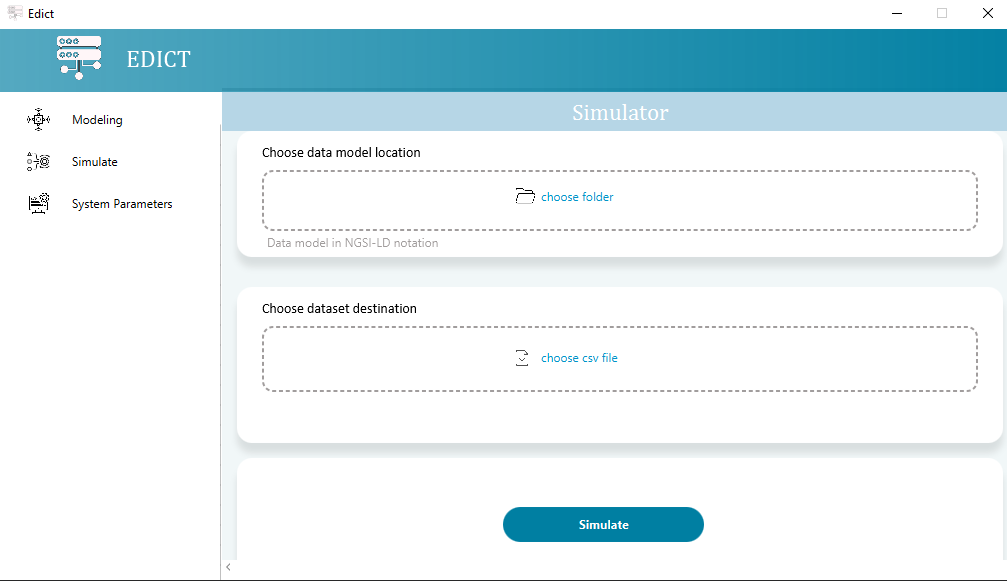 Edict
EDICT
Modeling
Simulate
System Parameters
Simulator
Choose data model location
choose folder
Data model in NGSI-LD notation
Choose dataset destination
choose csv file
Simulate